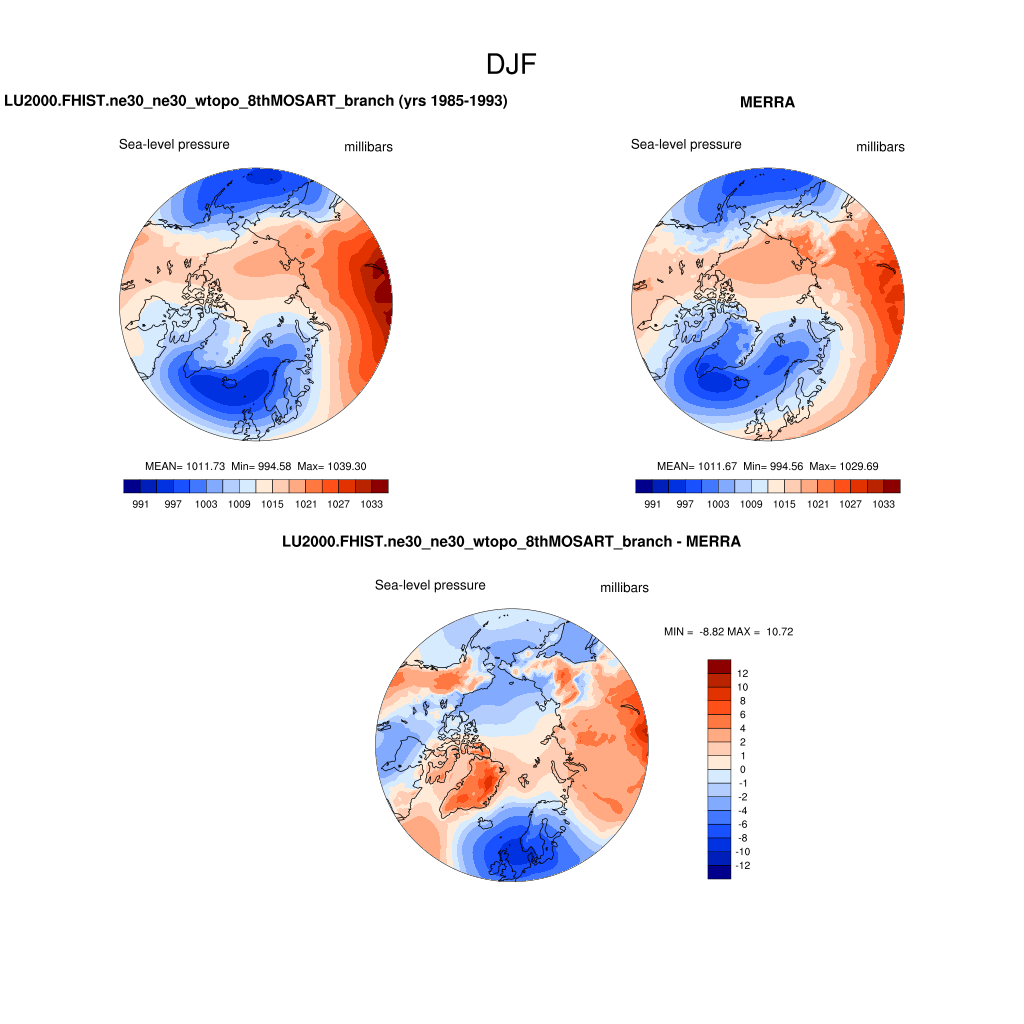 DJF
LU2000.FHIST.ne30_ne30_wtopo_8thMOSART_branch (yrs 1985-1993)
MERRA
Sea-level pressure millibars
Sea-level pressure millibars
MEAN= 1011.73 Min= 994.58 Max= 1039.30
MEAN= 1011.67 Min= 994.56 Max= 1029.69
991 997 1003 1009 1015 1021 1027 1033
991 997 1003 1009 1015 1021 1027 1033
LU2000.FHIST.ne30_ne30_wtopo_8thMOSART_branch - MERRA
Sea-level pressure millibars
MIN = -8.82 MAX = 10.72
12
10
8
6
4
2
1
0
-1
-2
-4
-6
-8
-10
-12